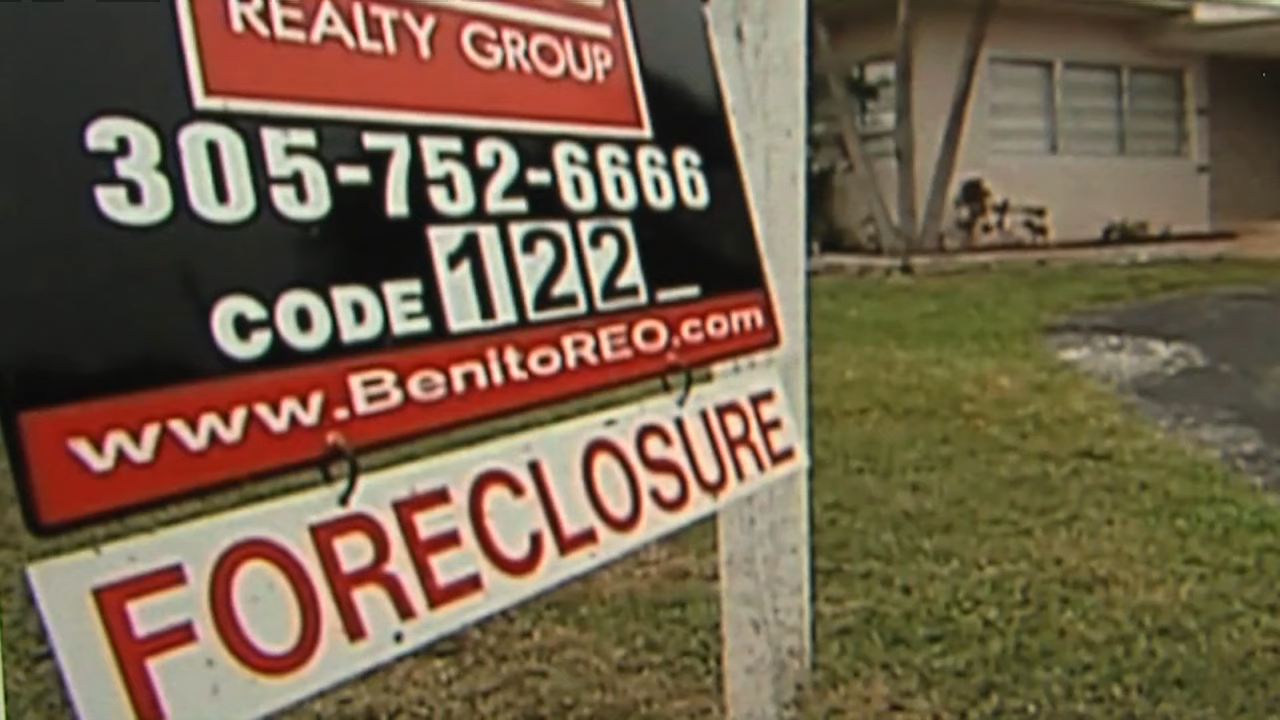 REALTY GROUP
305-752-6666
CODE 122_
www.BenitoREO.com
FORECLOSURE